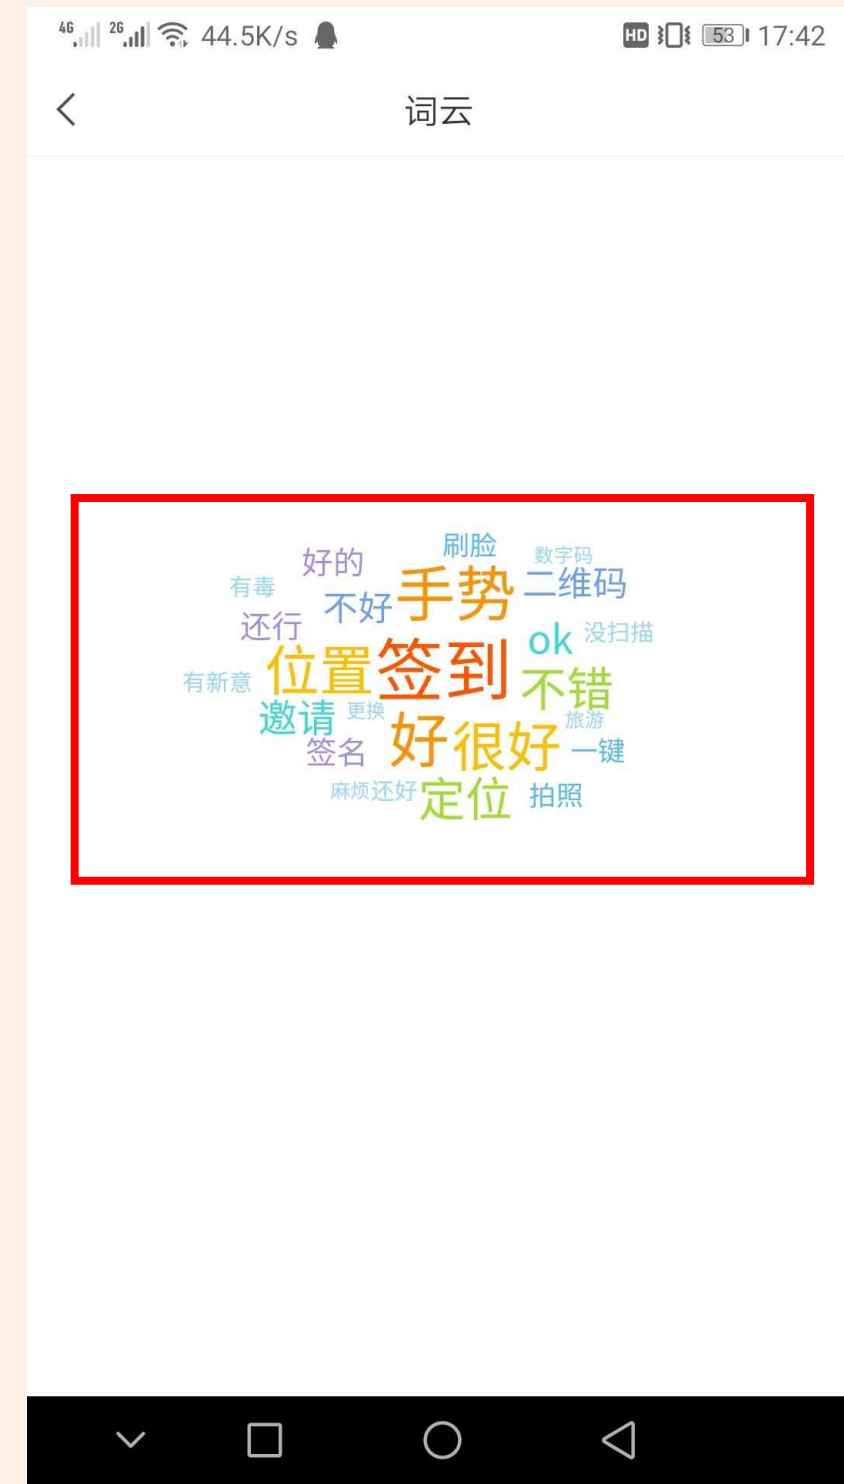 4G 2G 44.5K/s HD 53 17:42
词云
刷脸
好的
数字码
有毒
手势
二维码
不好
还行
ok
没扫描
位置
签到
有新意
不错
邀请
更换
旅游
好
很好
签名
一键
麻烦
还好
定位
拍照